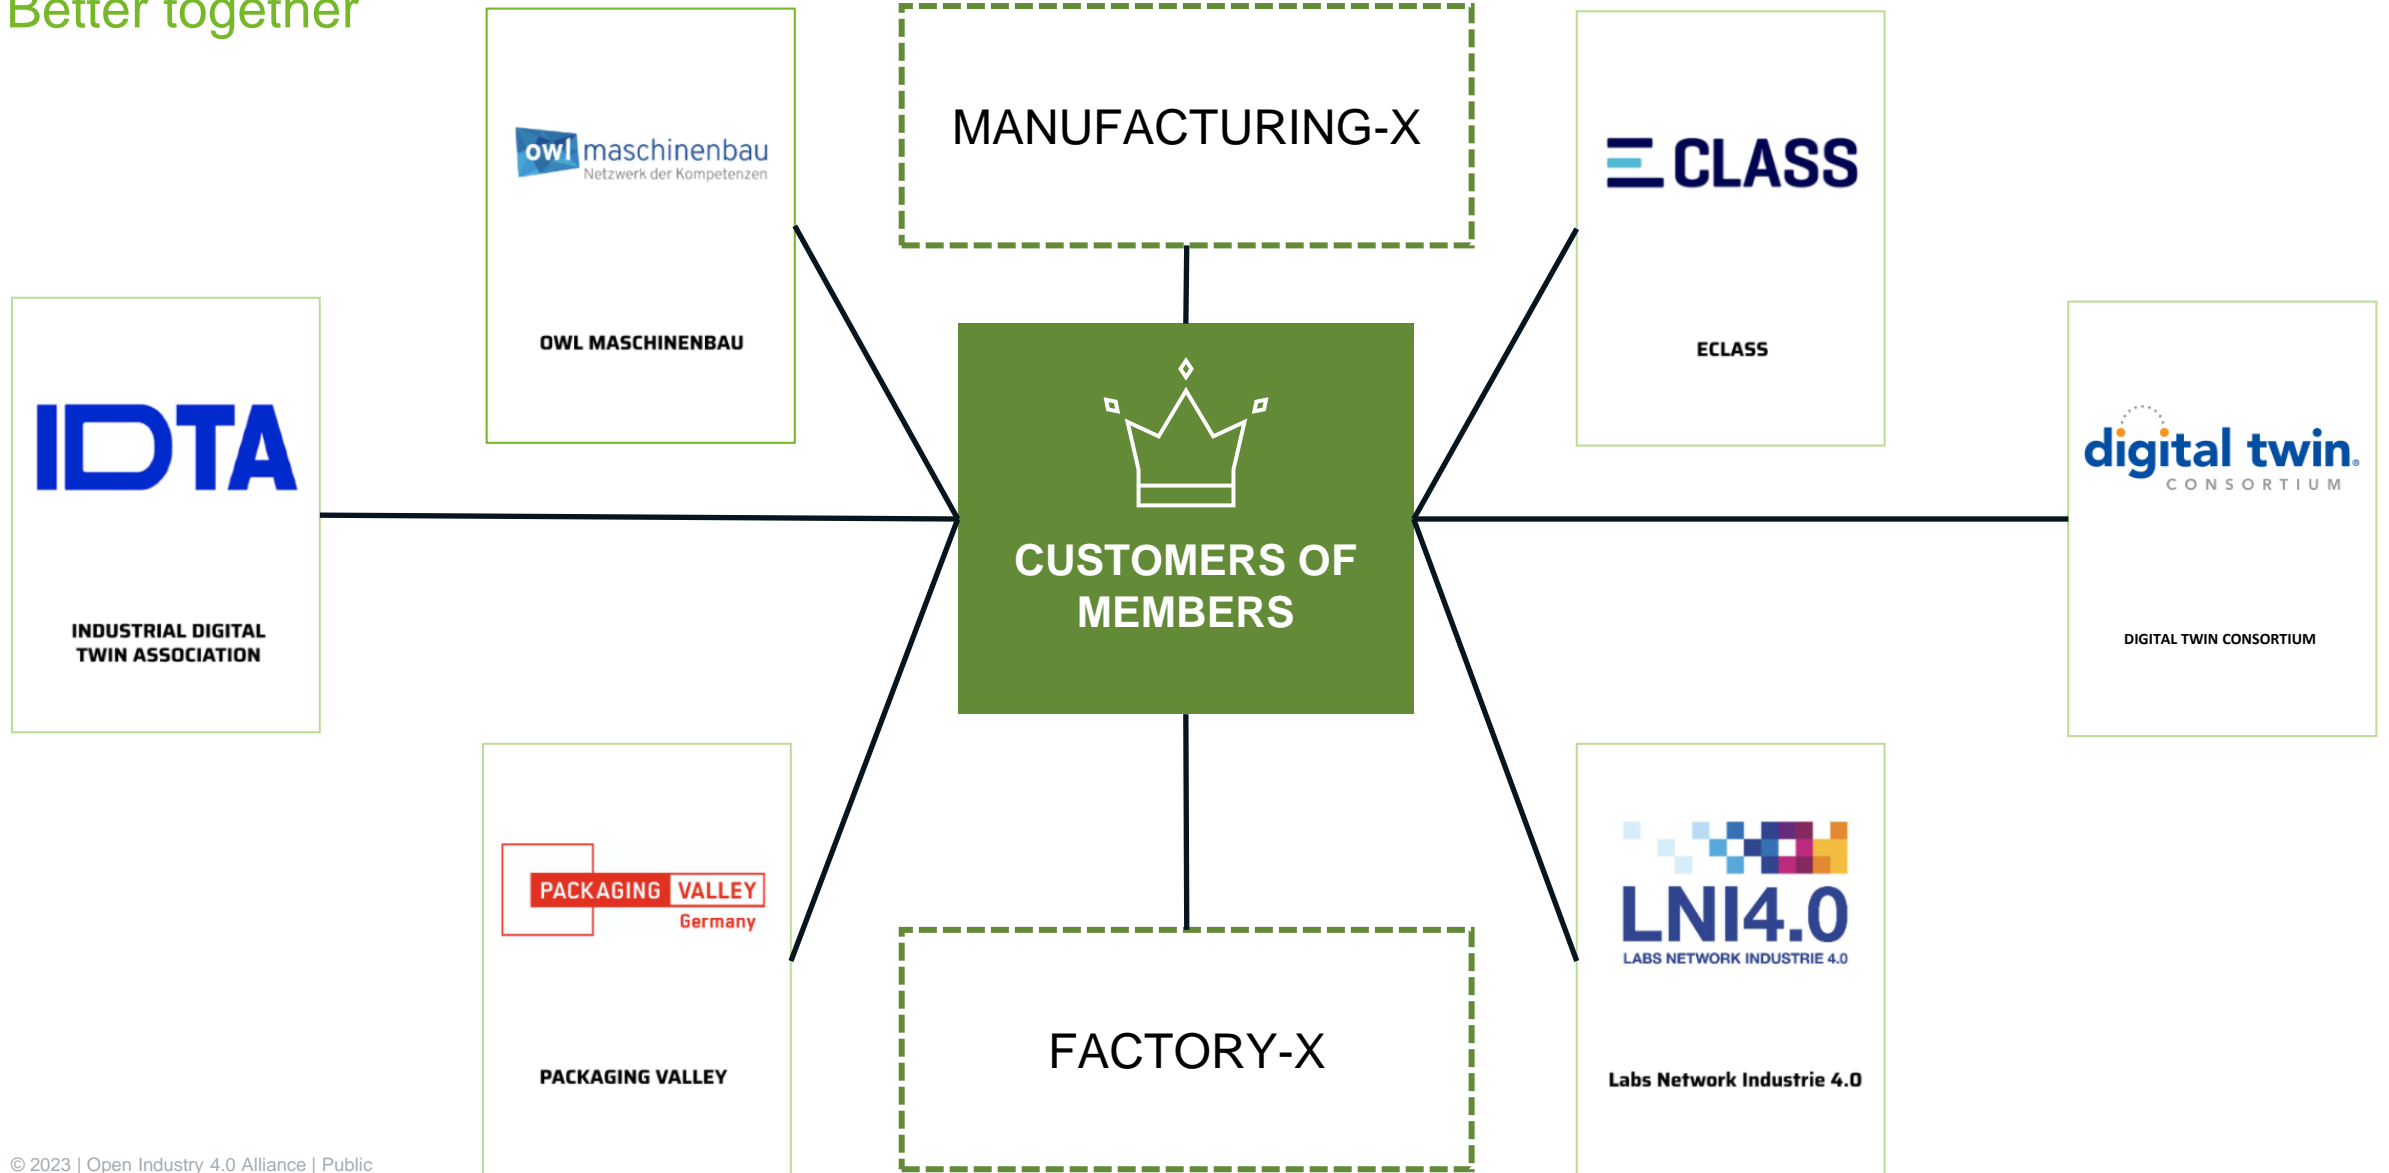 Better together
owl maschinenbau
Netzwerk der Kompetenzen
OWL MASCHINENBAU
MANUFACTURING-X
ECLASS
ECLASS
IDTA
INDUSTRIAL DIGITAL
TWIN ASSOCIATION
CUSTOMERS OF
MEMBERS
digital twin®
CONSORTIUM
DIGITAL TWIN CONSORTIUM
PACKAGING VALLEY
Germany
PACKAGING VALLEY
FACTORY-X
LNI4.0
LABS NETWORK INDUSTRIE 4.0
Labs Network Industrie 4.0
© 2023 | Open Industry 4.0 Alliance | Public